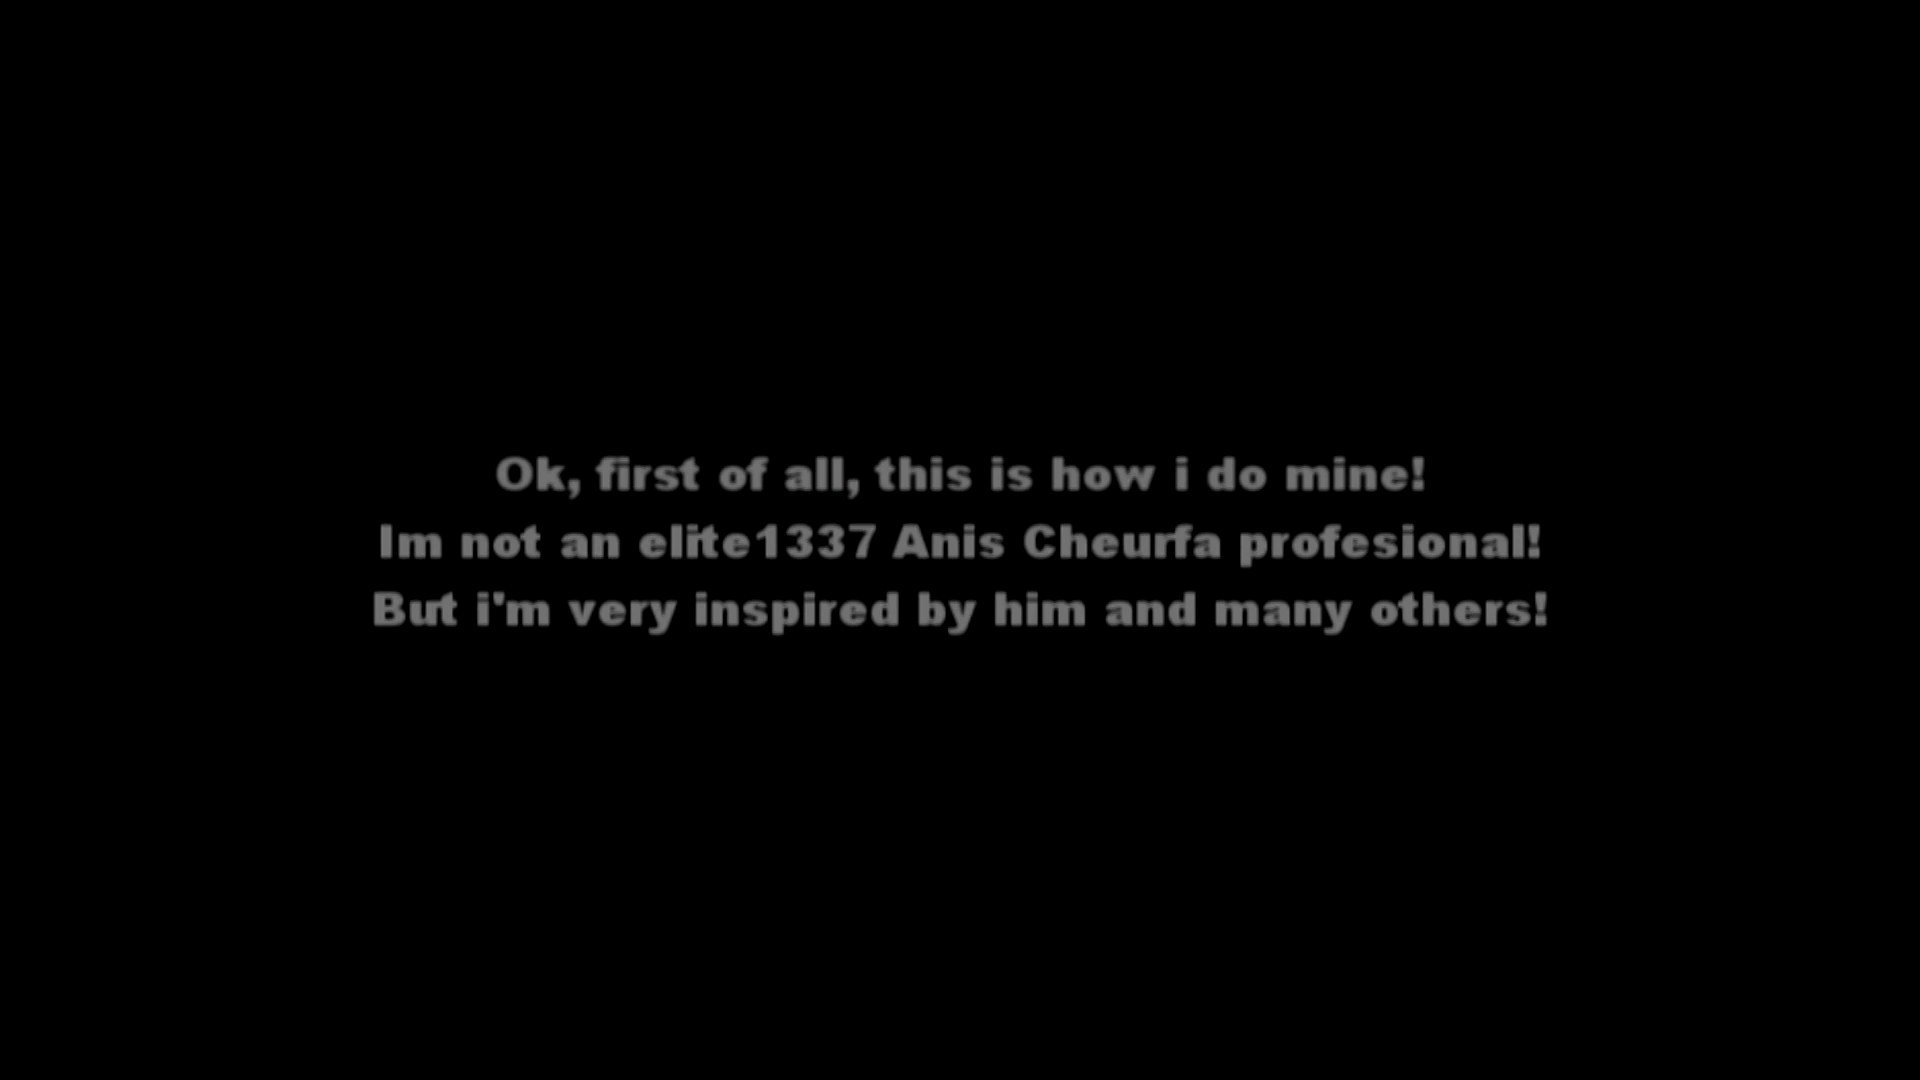 Ok, first of all, this is how i do mine!
Im not an elite1337 Anis Cheurfa profesional!
But i'm very inspired by him and many others!